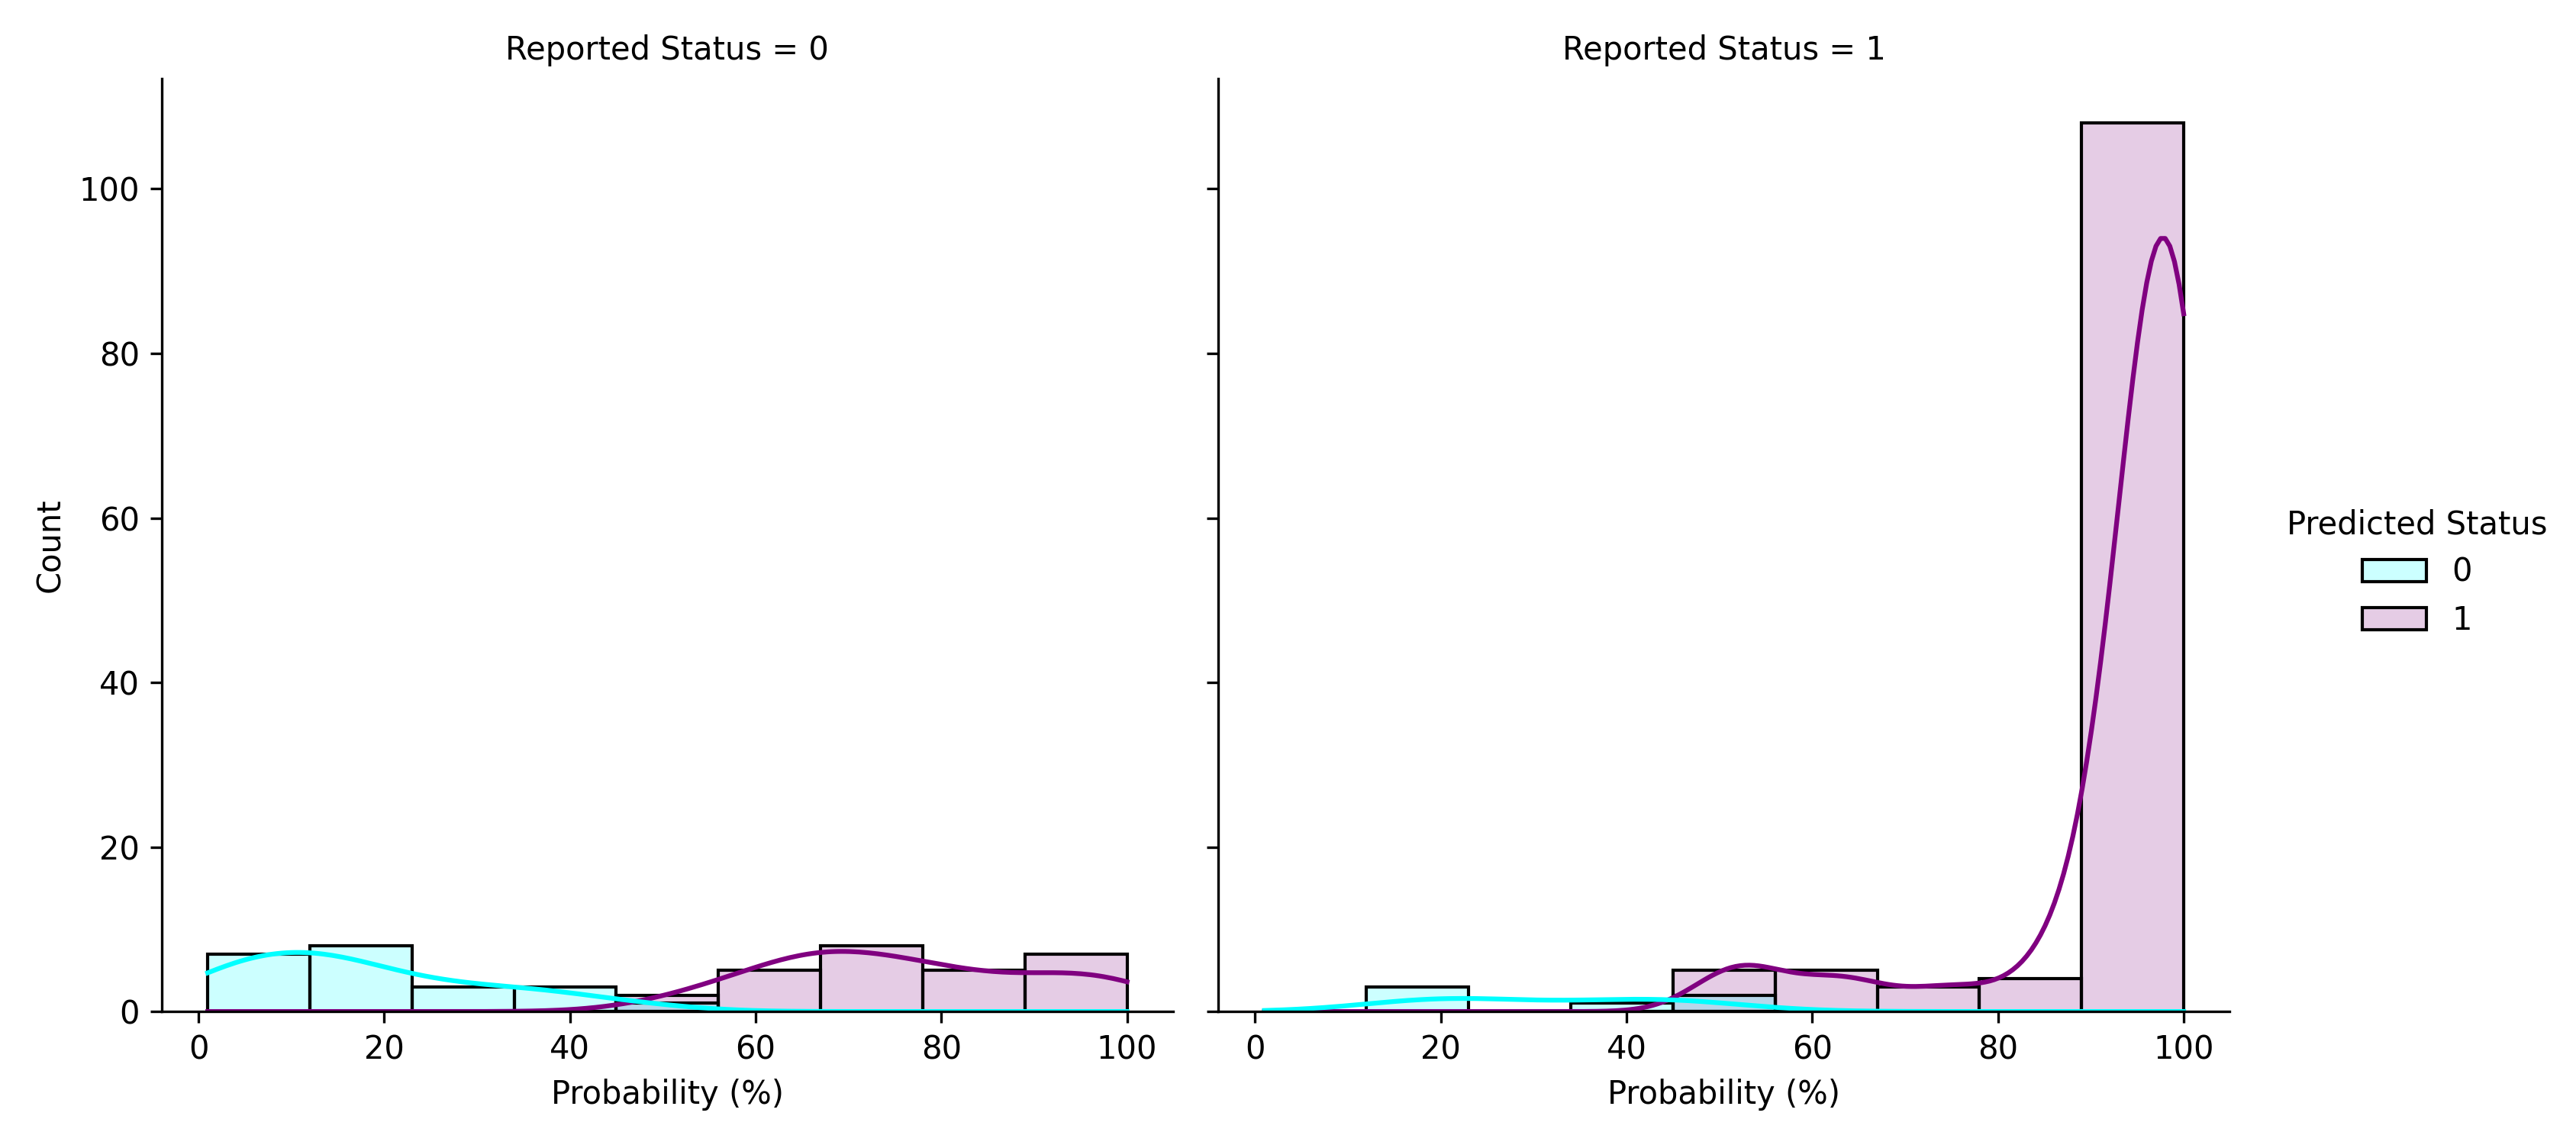 Reported Status = 0
Reported Status = 1
100
80
60
40
20
0
Count
0 20 40 60 80 100
0 20 40 60 80 100
Probability (%)
Probability (%)
Predicted Status
0
1